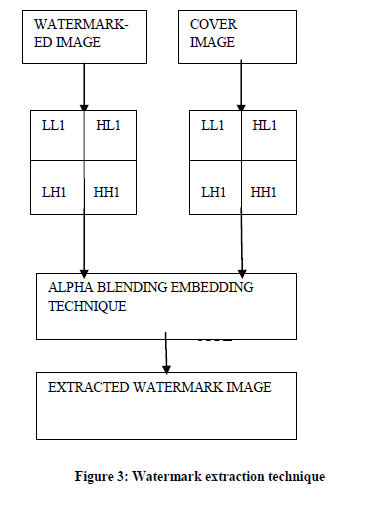 WATERMARK-
ED IMAGE
COVER
IMAGE
LL1 HL1
LH1 HH1
LL1 HL1
LH1 HH1
ALPHA BLENDING EMBEDDING
TECHNIQUE
EXTRACTED WATERMARK IMAGE
Figure 3: Watermark extraction technique